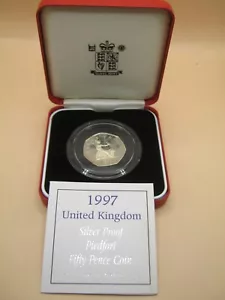 1997
United Kingdom
Silver Proof
Piedfort
Fifty Pence Coin